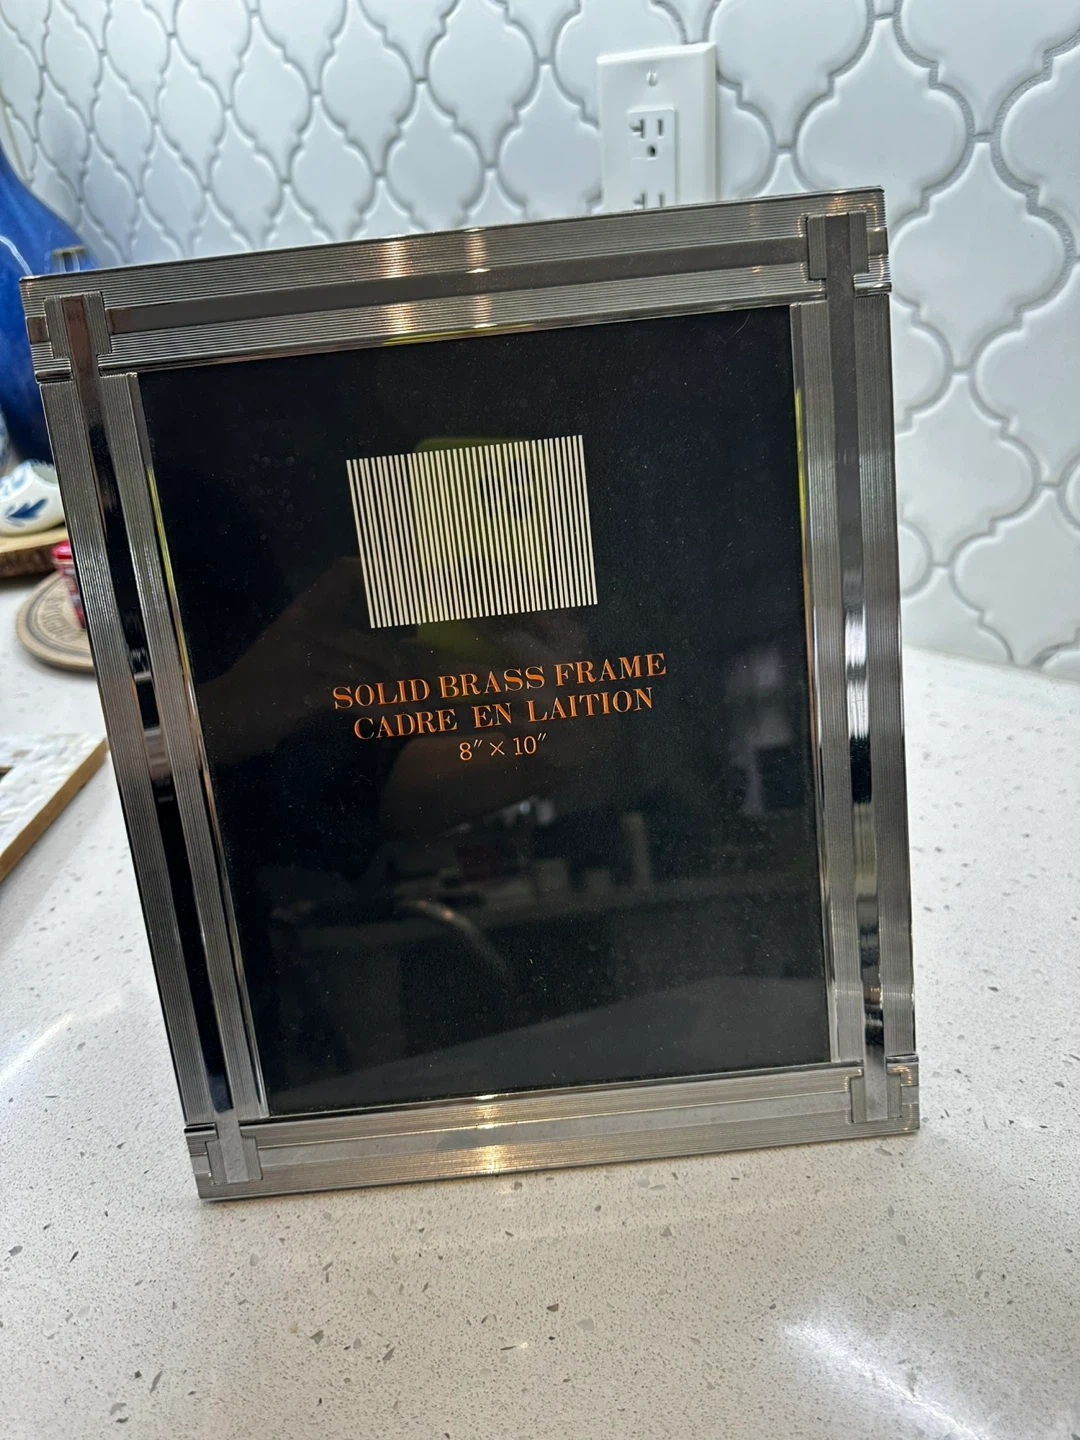 SOLID BRASS FRAME
CADRE EN LAITION
8" × 10"